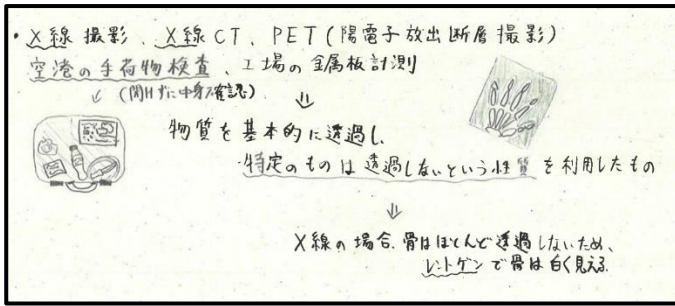 ・X線撮影、X線CT、PET(陽電子放出断層撮影)
空港の手荷物検査、工場の金属板計測
(開けずに中身確認)
物質を基本的に透過し、
特定のものは透過しないという性質を利用したもの
X線の場合、骨はほとんど透過しないため、
レントゲンで骨は白く見える。